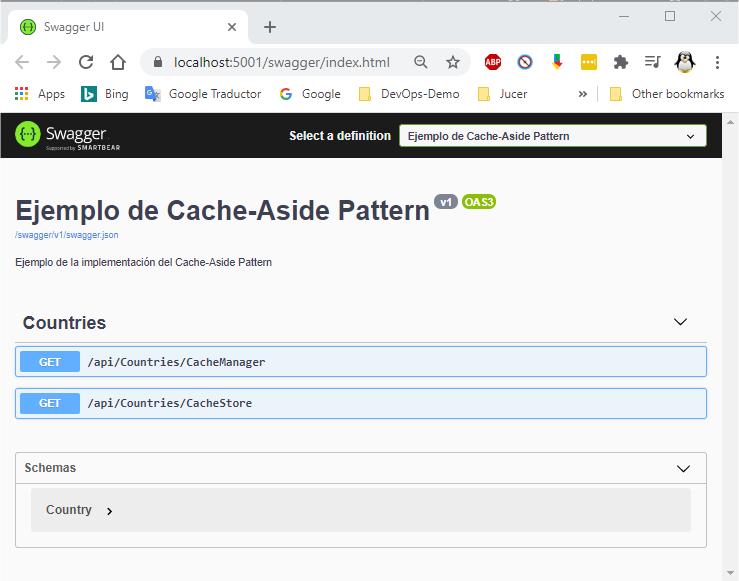 Swagger UI
localhost:5001/swagger/index.html
ABP
Apps Bing Google Traductor Google DevOps-Demo Jucer » Other bookmarks
Swagger Select a definition Ejemplo de Cache-Aside Pattern
Supported by SMARTBEAR
Ejemplo de Cache-Aside Pattern v1 OAS3
/swagger/v1/swagger.json
Ejemplo de la implementación del Cache-Aside Pattern
Countries
GET /api/Countries/CacheManager
GET /api/Countries/CacheStore
Schemas
Country